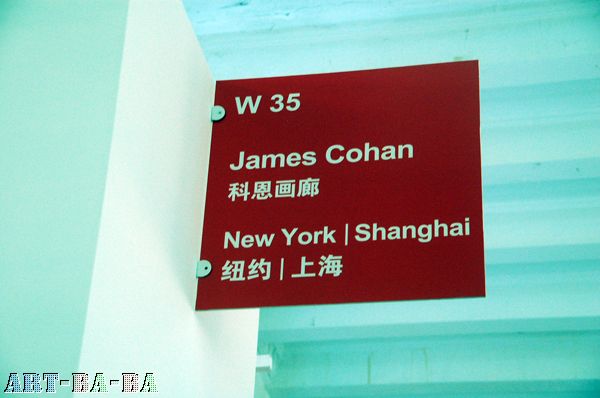 W 35
James Cohan
科恩画廊
New York | Shanghai
纽约 | 上海
ART-BA-BA